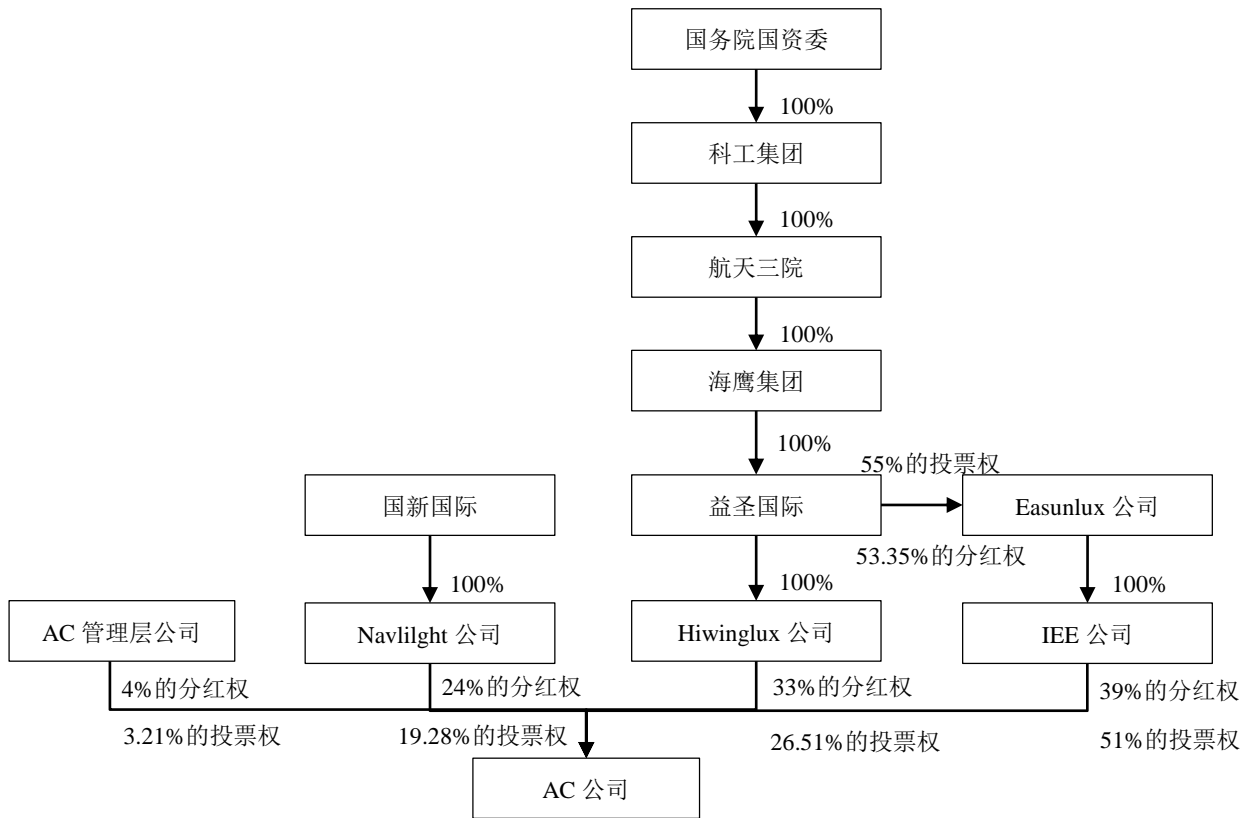 国务院国资委
100%
科工集团
100%
航天三院
100%
海鹰集团
100%
55%的投票权
国新国际
益圣国际
Easunlux 公司
53.35%的分红权
100%
100%
100%
AC 管理层公司
Navlilght 公司
Hiwinglux 公司
IEE 公司
4%的分红权
24%的分红权
33%的分红权
39%的分红权
3.21%的投票权
19.28%的投票权
26.51%的投票权
51%的投票权
AC 公司